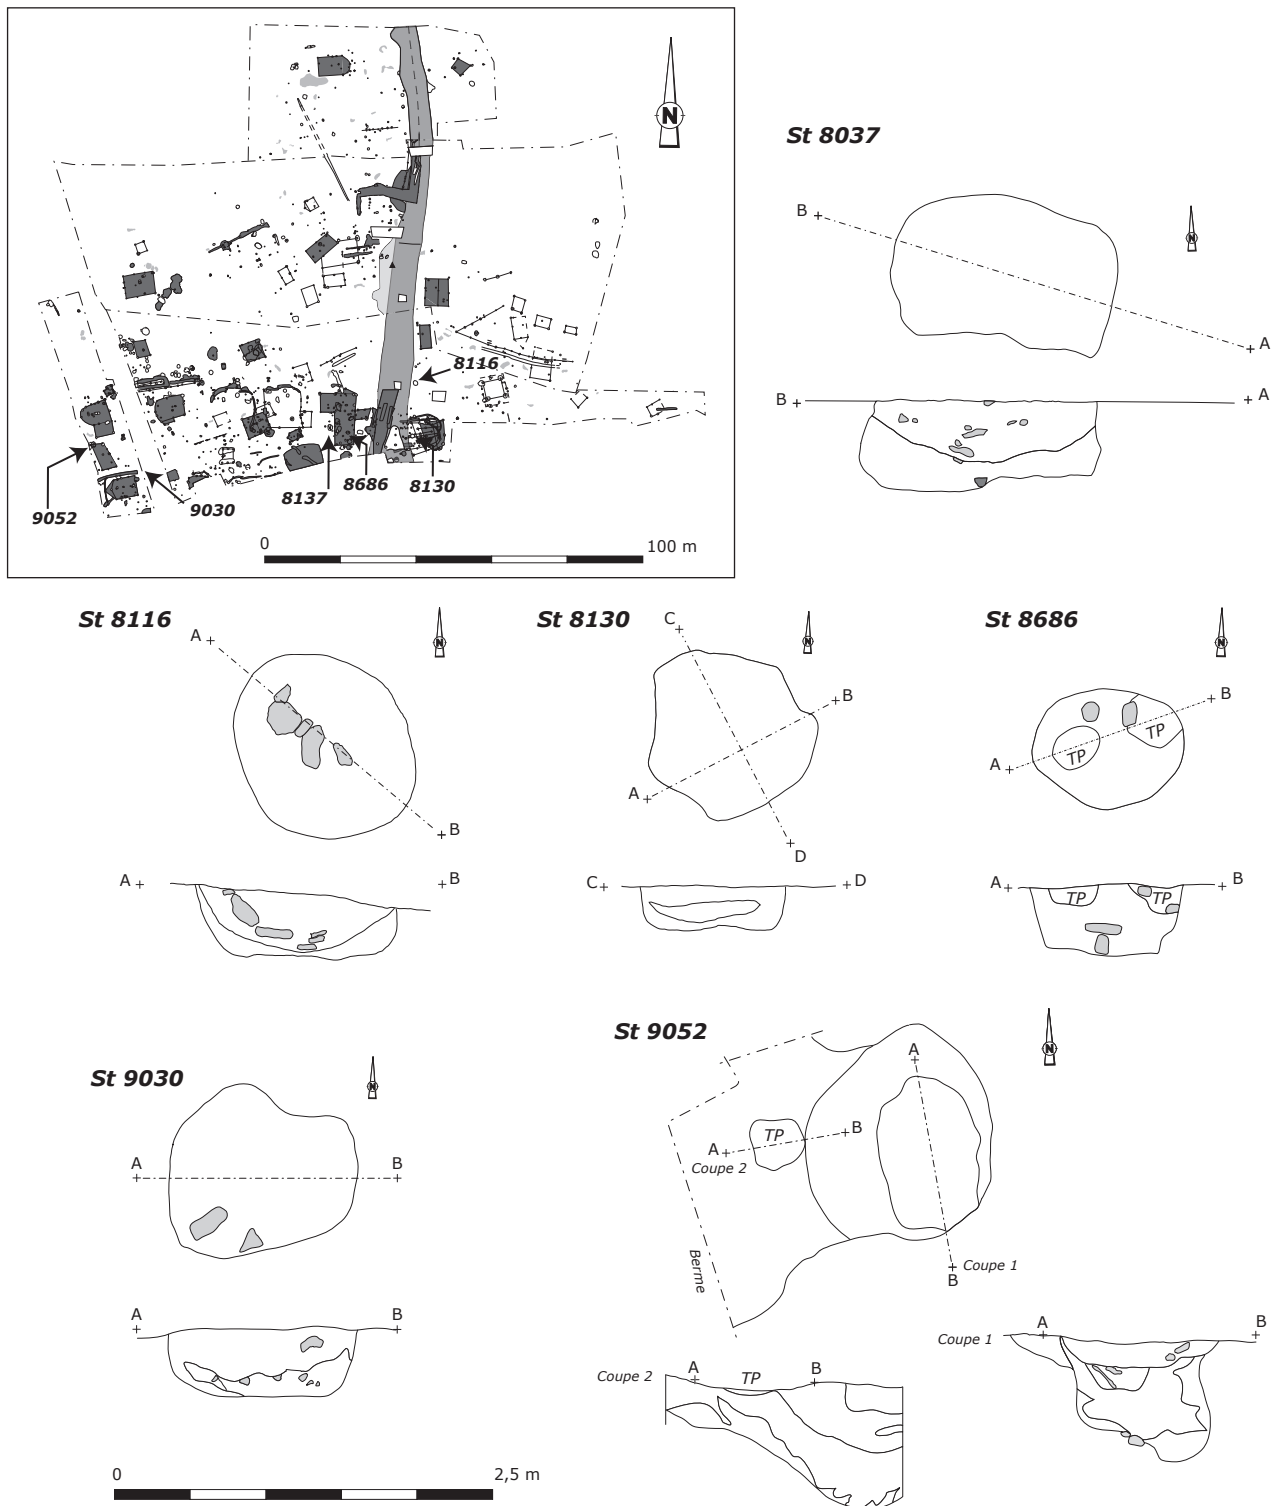 N
8116
8137
8686
8130
9052
9030
0
100 m
St 8037
B
N
A
B
A
St 8116
A
N
B
A
B
St 8130
C
N
B
A
D
C
D
St 8686
N
B
TP
TP
A
A
B
TP
TP
St 9030
N
A
B
A
B
St 9052
N
A
TP
B
A
Coupe 2
Berme
B
Coupe 1
Coupe 1
A
B
Coupe 2
A
TP
B
0
2,5 m